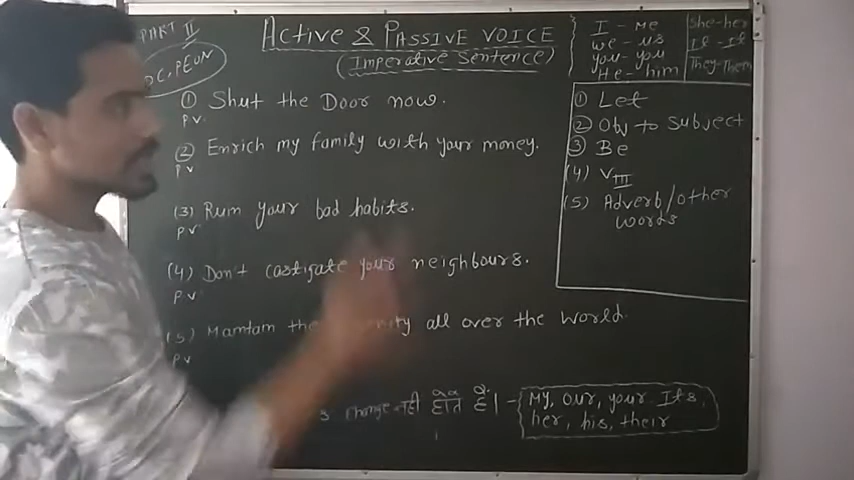 PART II
DC, PEON
ACTIVE & PASSIVE VOICE
(Imperative Sentence)
I - Me
we - us
you - you
He - him
She-her
It - It
They-Them
(1) Shut the Door now.
P.V.
(2) Enrich my family with your money.
P.V
(3) Ruin your bad habits.
P.V.
(4) Don't castigate your neighbours.
P.V.
(5) Maintain the all over the World.
P.V
(1) Let
(2) Obj to Subject
(3) Be
(4) VIII
(5) Adverb/other
words
change नही होते है। - My, our, your, Its,
her, his, their